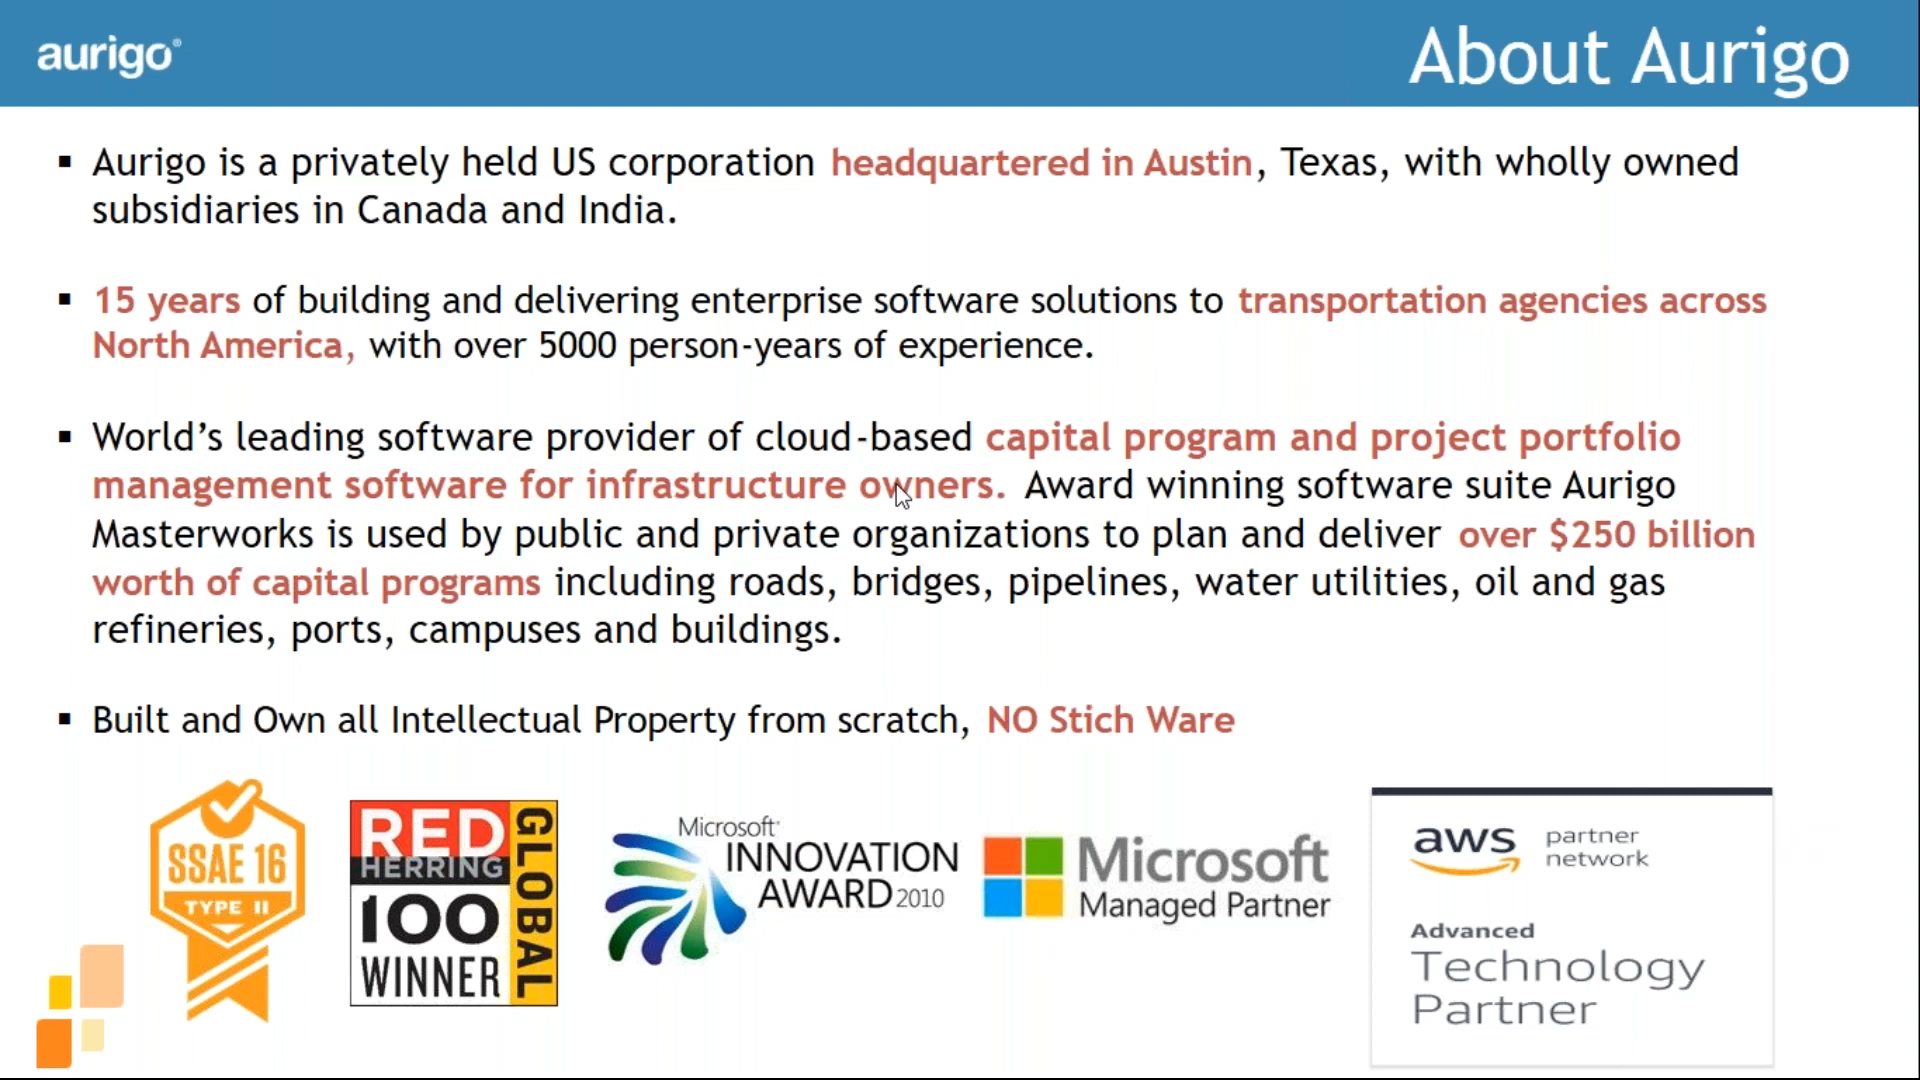 aurigo®
About Aurigo
▪ Aurigo is a privately held US corporation headquartered in Austin, Texas, with wholly owned
subsidiaries in Canada and India.
▪ 15 years of building and delivering enterprise software solutions to transportation agencies across
North America, with over 5000 person-years of experience.
▪ World’s leading software provider of cloud-based capital program and project portfolio
management software for infrastructure owners. Award winning software suite Aurigo
Masterworks is used by public and private organizations to plan and deliver over $250 billion
worth of capital programs including roads, bridges, pipelines, water utilities, oil and gas
refineries, ports, campuses and buildings.
▪ Built and Own all Intellectual Property from scratch, NO Stich Ware
SSAE 16
TYPE II
RED
HERRING
100
WINNER
GLOBAL
Microsoft
INNOVATION
AWARD 2010
Microsoft
Managed Partner
aws partner
network
Advanced
Technology
Partner